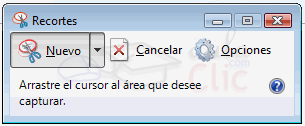 Recortes
Nuevo Cancelar Opciones
Arrastre el cursor al área que desee
capturar.